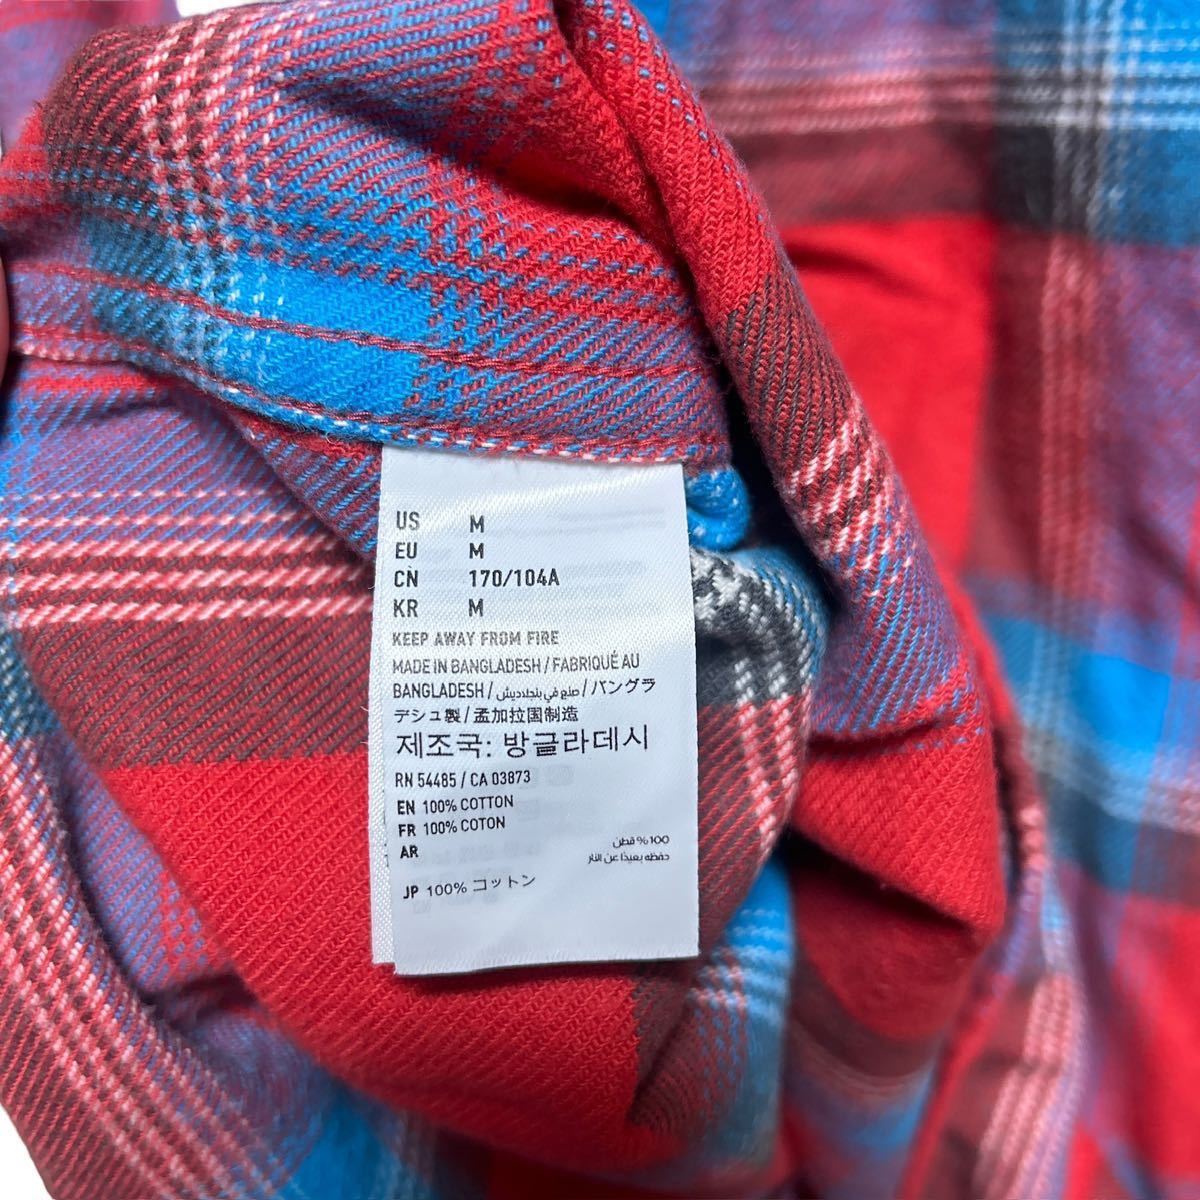 US M
EU M
CN 170/104A
KR M
KEEP AWAY FROM FIRE
MADE IN BANGLADESH / FABRIQUÉ AU
BANGLADESH / صنع في بنجلاديش / バングラ
デシュ製 / 孟加拉国制造
제조국: 방글라데시
RN 54485 / CA 03873
EN 100% COTTON
FR 100% COTON
AR 100% قطن
حفظه بعيدًا عن النار
JP 100% コットン